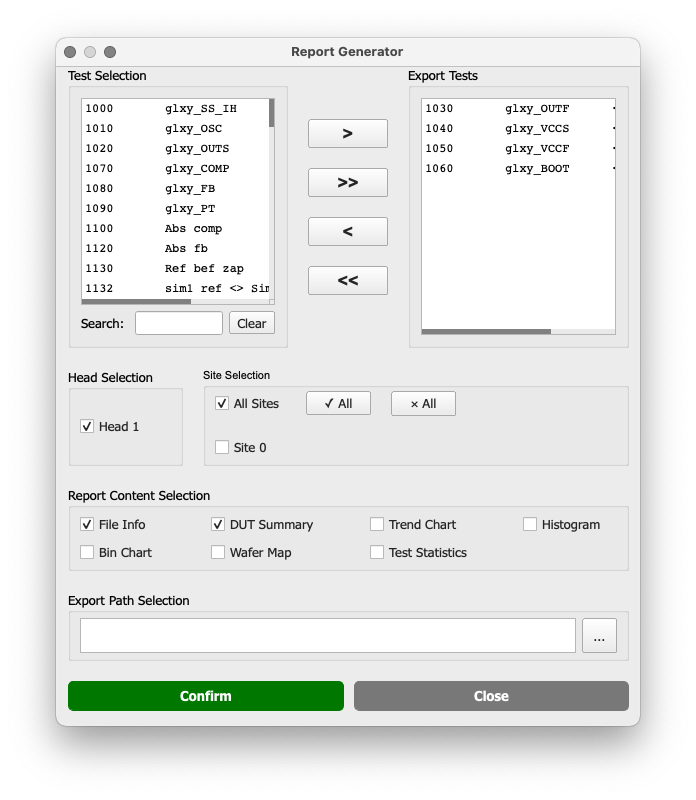 Report Generator
Test Selection
1000 glxy_SS_IH
1010 glxy_OSC
1020 glxy_OUTS
1070 glxy_COMP
1080 glxy_FB
1090 glxy_PT
1100 Abs comp
1120 Abs fb
1130 Ref bef zap
1132 sim1 ref <> Sim
Search:
Clear
>
>>
<
<<
Export Tests
1030 glxy_OUTF
1040 glxy_VCCS
1050 glxy_VCCF
1060 glxy_BOOT
Head Selection
✓ Head 1
Site Selection
✓ All Sites ✓ All × All
Site 0
Report Content Selection
✓ File Info ✓ DUT Summary Trend Chart Histogram
Bin Chart Wafer Map Test Statistics
Export Path Selection
...
Confirm Close